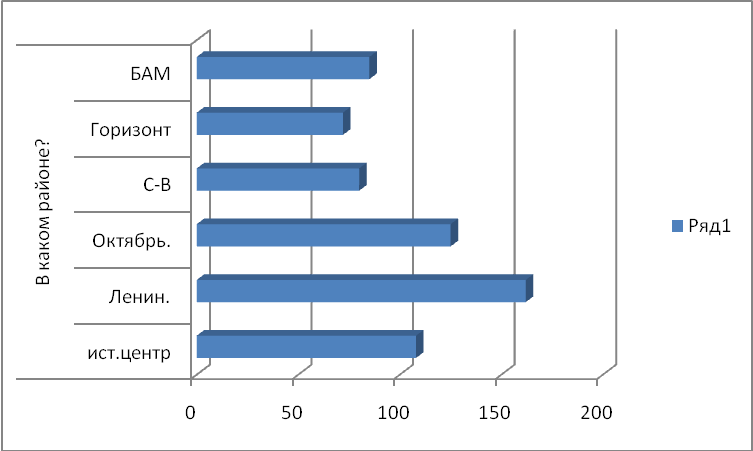 В каком районе?
БАМ
Горизонт
С-В
Октябрь.
Ленин.
ист.центр
0 50 100 150 200
Ряд1